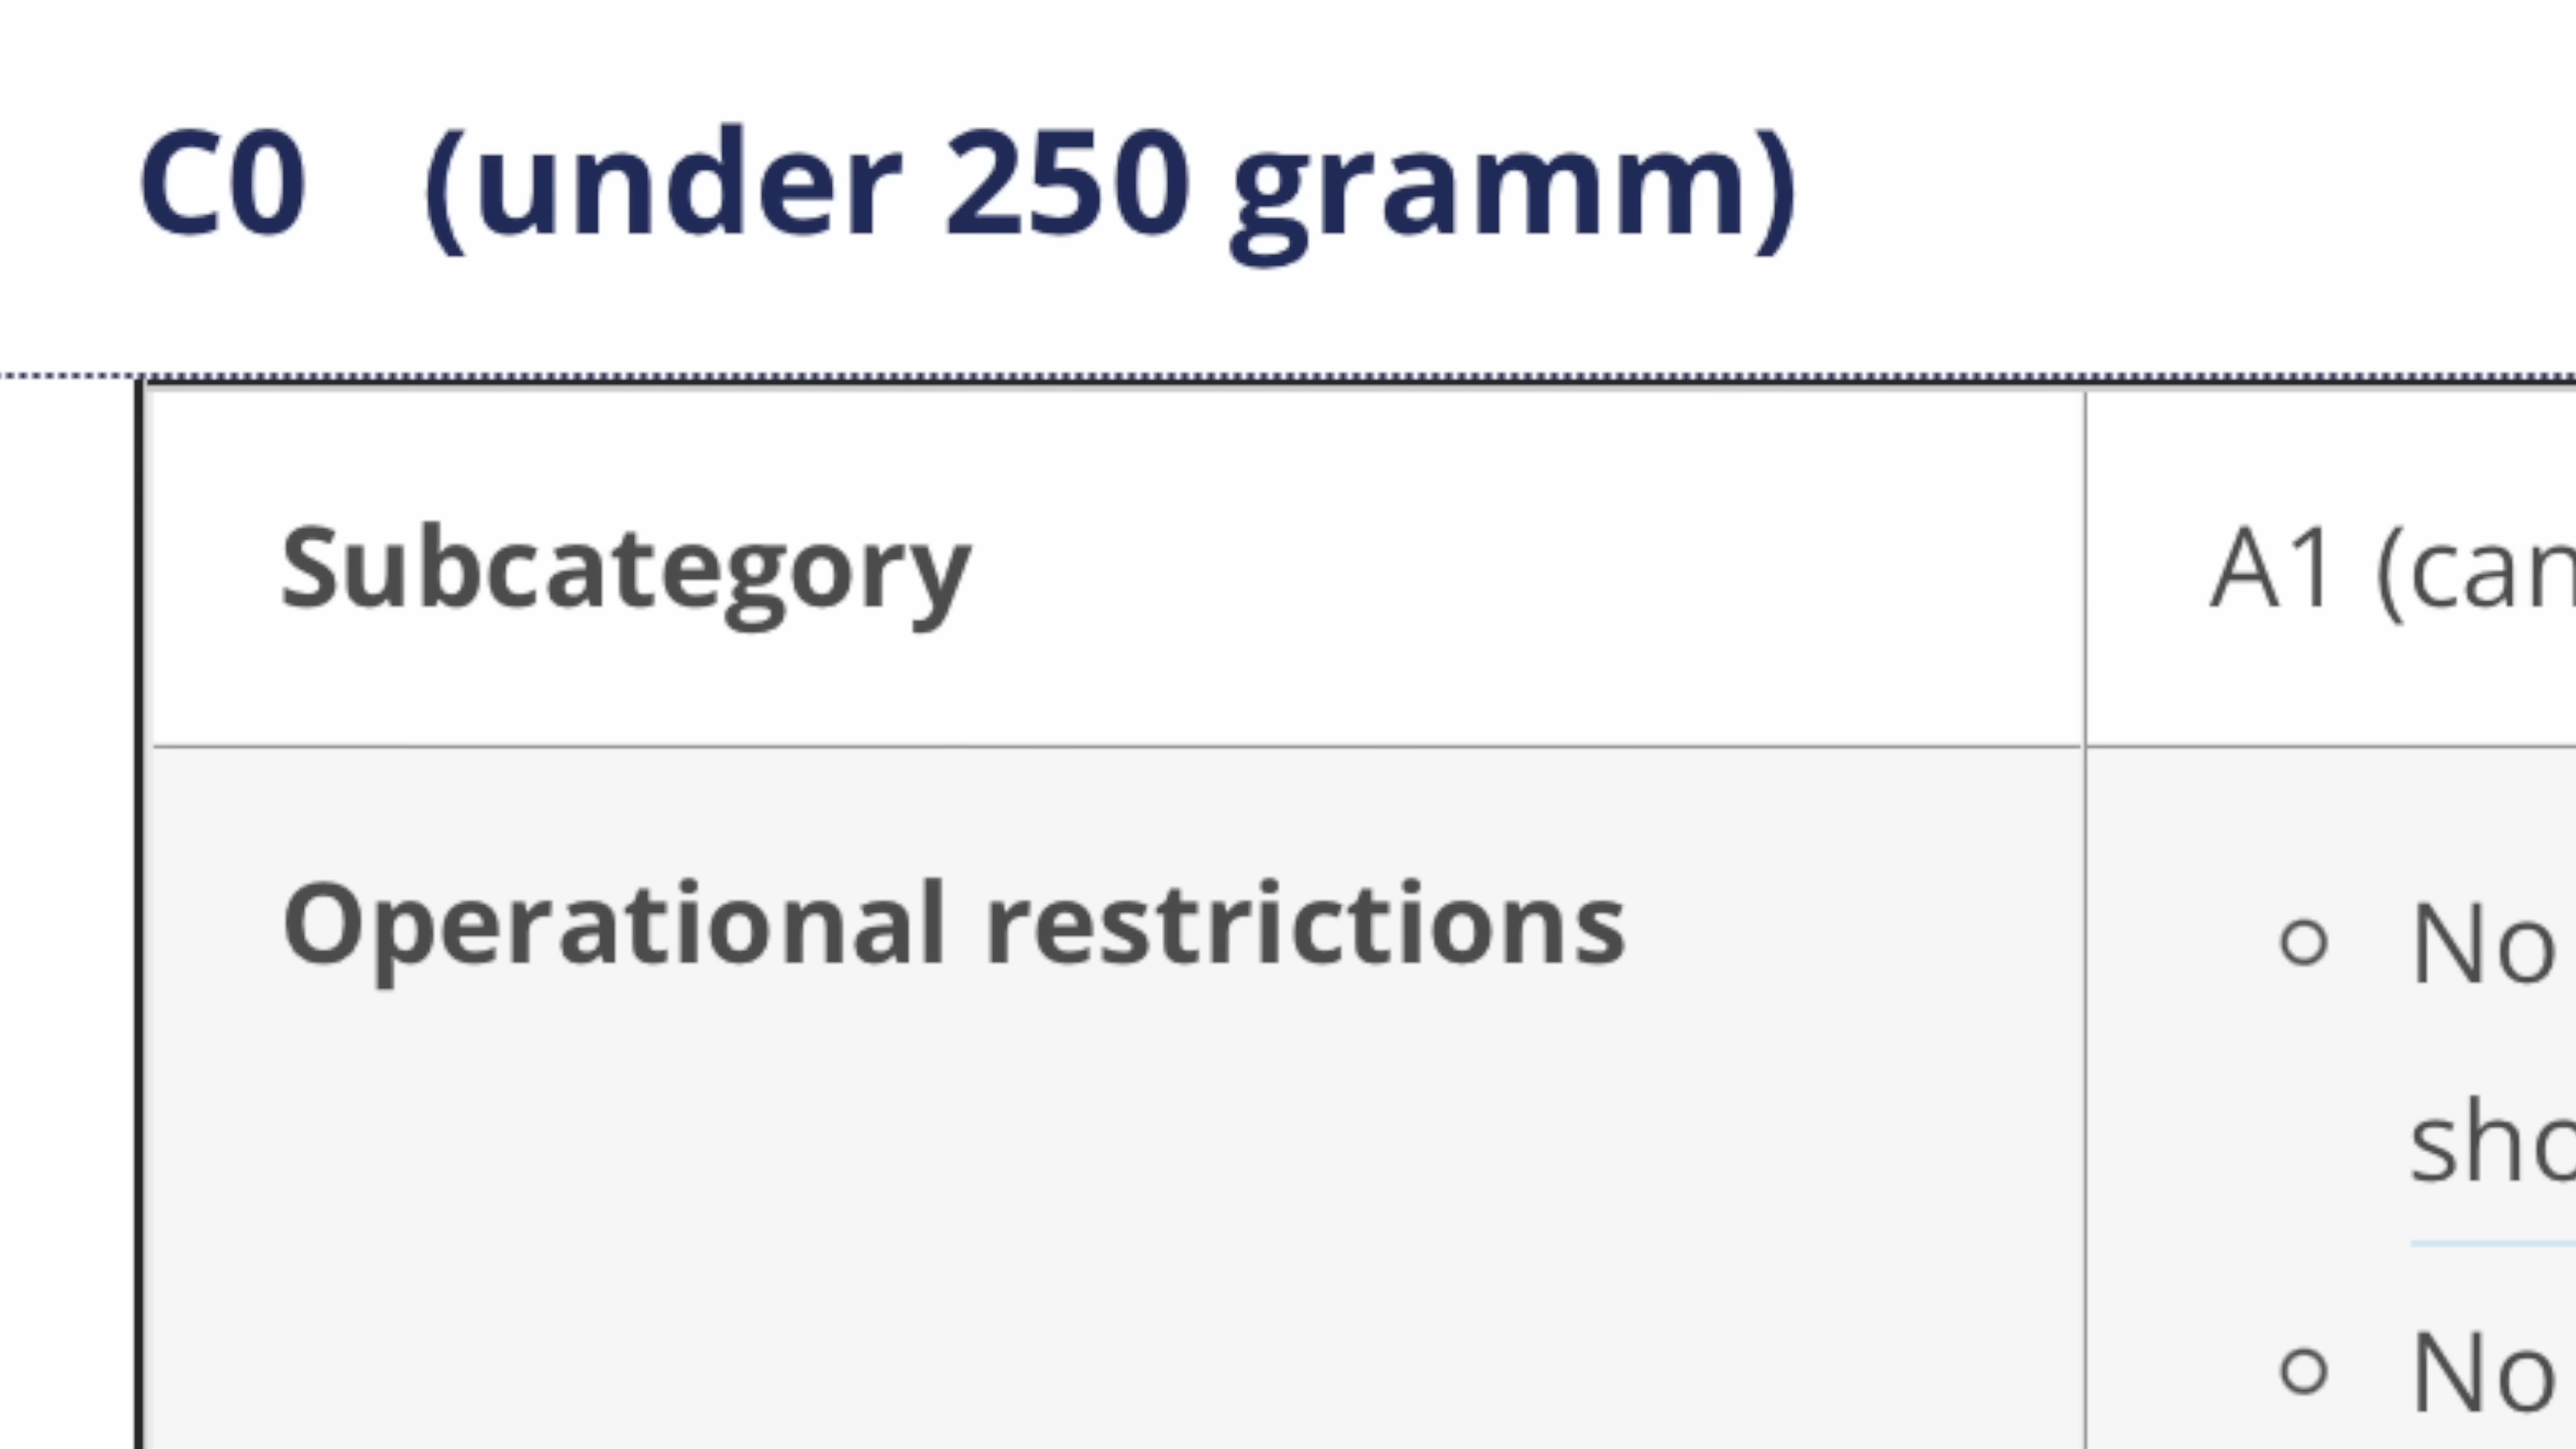 C0 (under 250 gramm)
Subcategory
A1 (can
Operational restrictions
No
sho
No